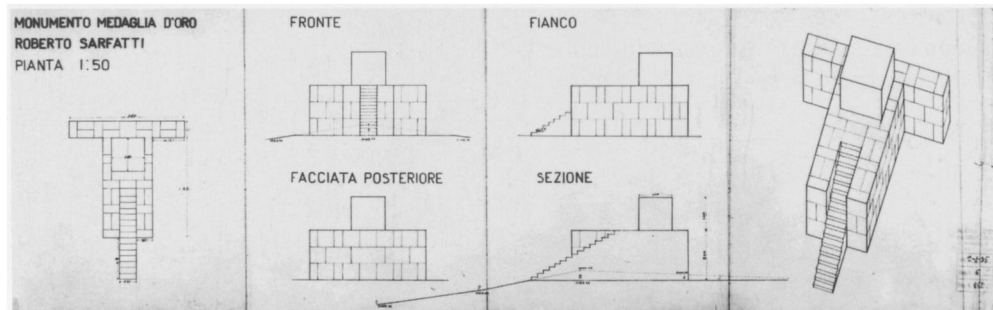 MONUMENTO MEDAGLIA D'ORO
ROBERTO SARFATTI
PIANTA 1:50
FRONTE
FIANCO
FACCIATA POSTERIORE
SEZIONE